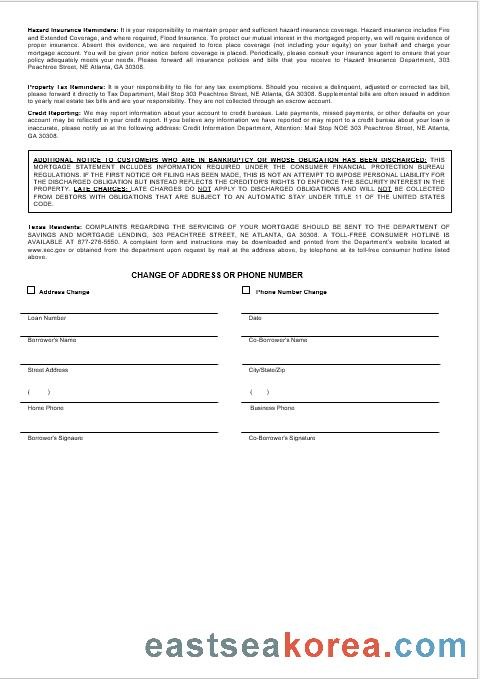 Hazard Insurance Reminders: It is your responsibility to maintain proper and sufficient hazard insurance. Hazard insurance includes Fire
and Extended Coverage, and where required, Flood Insurance. To protect our mutual interest in the mortgaged property, we will require evidence of
proper insurance. Absent this evidence, we are required to force place coverage (not including your equity) on your behalf and charge your
mortgage account. You will be given prior notice before coverage is placed. Periodically, please consult your insurance agent to ensure that the
policy adequately meets your needs. Please forward all insurance policies and bills that you receive to Hazard Insurance Department, 303
Peachtree Street, NE Atlanta, GA 30308.
Property Tax Reminders: It is your responsibility to file for any tax exemptions. Should you receive a delinquent, adjusted or corrected tax bill,
please forward it directly to Tax Department, Mail Stop 303 Peachtree Street, NE Atlanta, GA 30308. Supplemental bills are often issued in addition
to yearly real estate tax bills and are your responsibility. They are not collected through an escrow account.
Credit Reporting: We may report information about your account to credit bureaus. Late payments, missed payments, or other defaults on your
account may be reflected in your credit report. If you believe any information we have reported or may report to a credit bureau about your loan is
inaccurate, please notify us at the following address: Credit Information Department, Attention: Mail Stop NOE 303 Peachtree Street, NE Atlanta, GA
30308.
ADDITIONAL NOTICE TO CUSTOMERS WHO ARE IN BANKRUPTCY OR WHOSE OBLIGATION HAS BEEN DISCHARGED: THIS
MORTGAGE STATEMENT INCLUDES INFORMATION REQUIRED UNDER THE CONSUMER FINANCIAL PROTECTION BUREAU
REGULATIONS. IF THE FIRST NOTICE OR FILING HAS BEEN MADE, THIS IS NOT AN ATTEMPT TO IMPOSE PERSONAL LIABILITY FOR
THE DISCHARGED OBLIGATION BUT INSTEAD REFLECTS THE CREDITOR'S RIGHTS TO ENFORCE THE SECURITY INTEREST IN THE
PROPERTY. LATE CHARGES: LATE CHARGES DO NOT APPLY TO DISCHARGED OBLIGATIONS AND WILL NOT BE COLLECTED
FROM DEBTORS WITH OBLIGATIONS THAT ARE SUBJECT TO AN AUTOMATIC STAY UNDER TITLE 11 OF THE UNITED STATES
CODE.
Texas Residents: COMPLAINTS REGARDING THE SERVICING OF YOUR MORTGAGE SHOULD BE SENT TO THE DEPARTMENT OF
SAVINGS AND MORTGAGE LENDING, 303 PEACHTREE STREET, NE ATLANTA, GA 30308. A TOLL-FREE CONSUMER HOTLINE IS
AVAILABLE AT 877-276-5550. A complaint form and instructions may be downloaded and printed from the Department's website located at
www.sec.gov or obtained from the department upon request by mail at the address above, by telephone at its toll-free consumer hotline listed
above.
CHANGE OF ADDRESS OR PHONE NUMBER
Address Change Phone Number Change
Loan Number Date
Borrower's Name Co-Borrower's Name
Street Address City/State/Zip
( ) ( )
Home Phone Business Phone
Borrower's Signaure Co-Borrower's Signature
eastseakorea.com